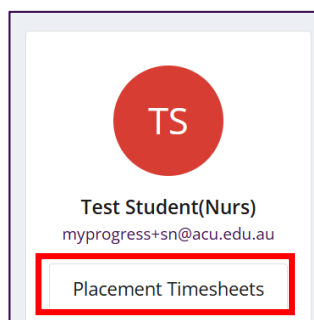 TS
Test Student(Nurs)
myprogress+sn@acu.edu.au
Placement Timesheets